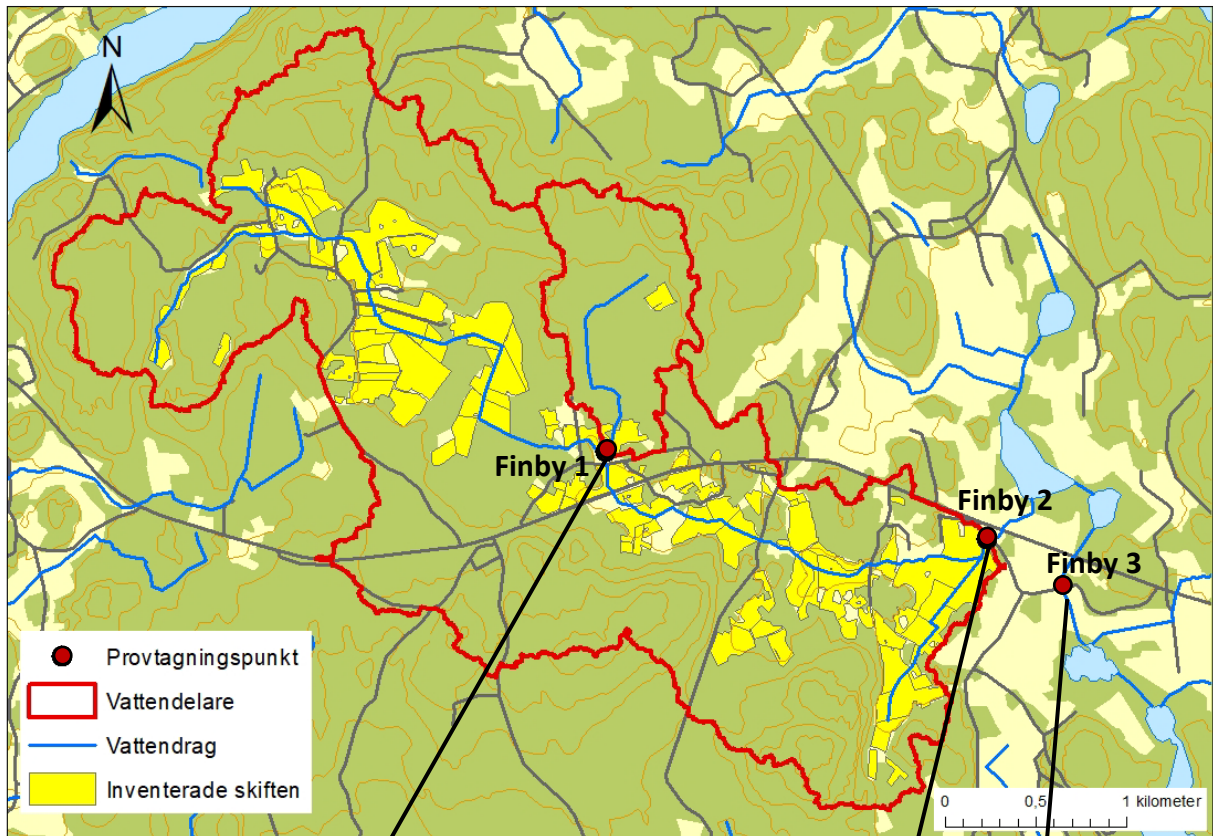 N
Finby 1
Finby 2
Finby 3
Provtagningspunkt
Vattendelare
Vattendrag
Inventerade skiften
0 0,5 1 kilometer